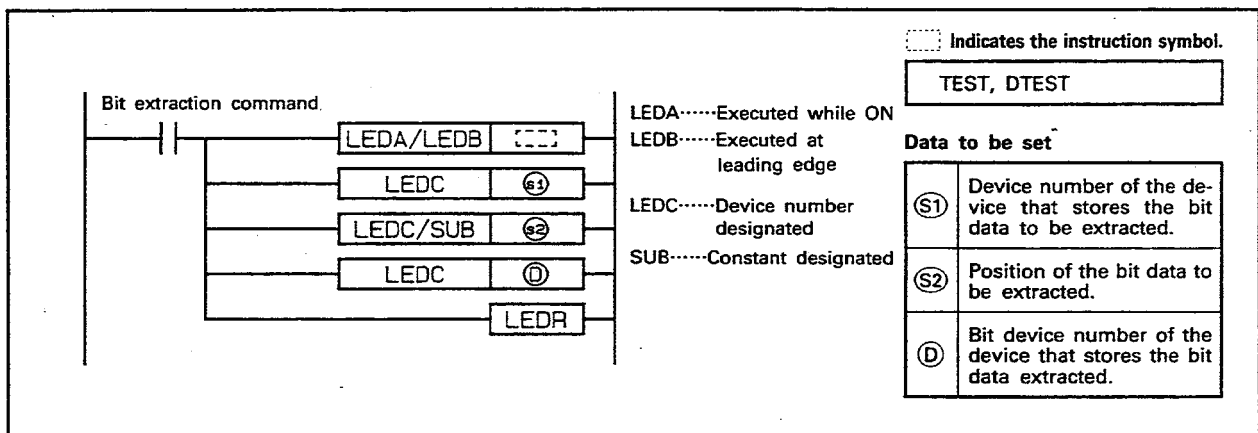 Indicates the instruction symbol.
TEST, DTEST
Bit extraction command
LEDA/LEDB
LEDC S1
LEDC/SUB S2
LEDC D
LEDR
LEDA······Executed while ON
LEDB······Executed at
leading edge
LEDC······Device number
designated
SUB······Constant designated
Data to be set
S1 Device number of the de-
vice that stores the bit
data to be extracted.
S2 Position of the bit data to
be extracted.
D Bit device number of the
device that stores the bit
data extracted.